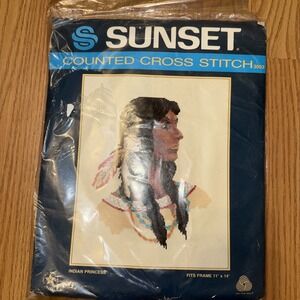 SUNSET
COUNTED CROSS STITCH
INDIAN PRINCESS
FITS FRAME 11" x 14"